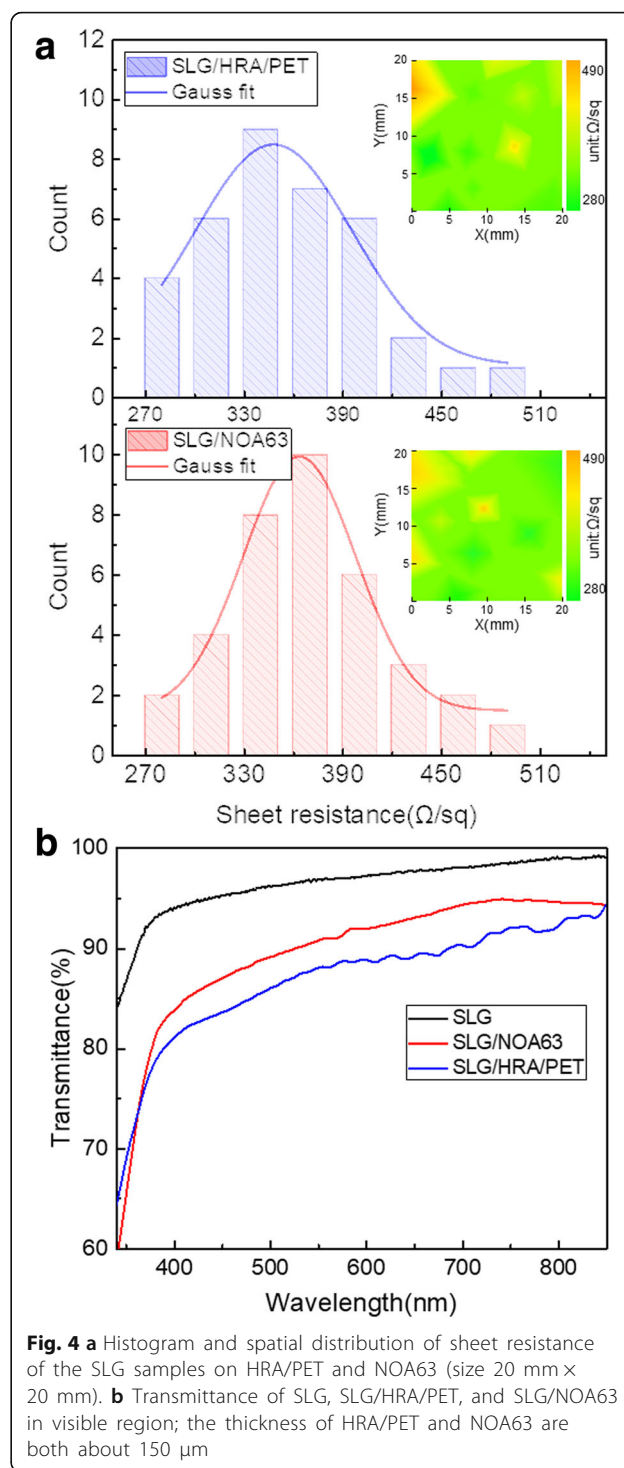 a
12
10
8
6
4
2
0
Count
SLG/HRA/PET
Gauss fit
20
15
10
5
Y(mm)
0 5 10 15 20
X(mm)
490
unit:Ω/sq
280
270 330 390 450 510
10
8
6
4
2
0
Count
SLG/NOA63
Gauss fit
20
15
10
5
Y(mm)
0 5 10 15 20
X(mm)
490
unit:Ω/sq
280
270 330 390 450 510
Sheet resistance(Ω/sq)
b
100
90
80
70
60
Transmittance(%)
SLG
SLG/NOA63
SLG/HRA/PET
400 500 600 700 800
Wavelength(nm)
Fig. 4 a Histogram and spatial distribution of sheet resistance
of the SLG samples on HRA/PET and NOA63 (size 20 mm ×
20 mm). b Transmittance of SLG, SLG/HRA/PET, and SLG/NOA63
in visible region; the thickness of HRA/PET and NOA63 are
both about 150 μm